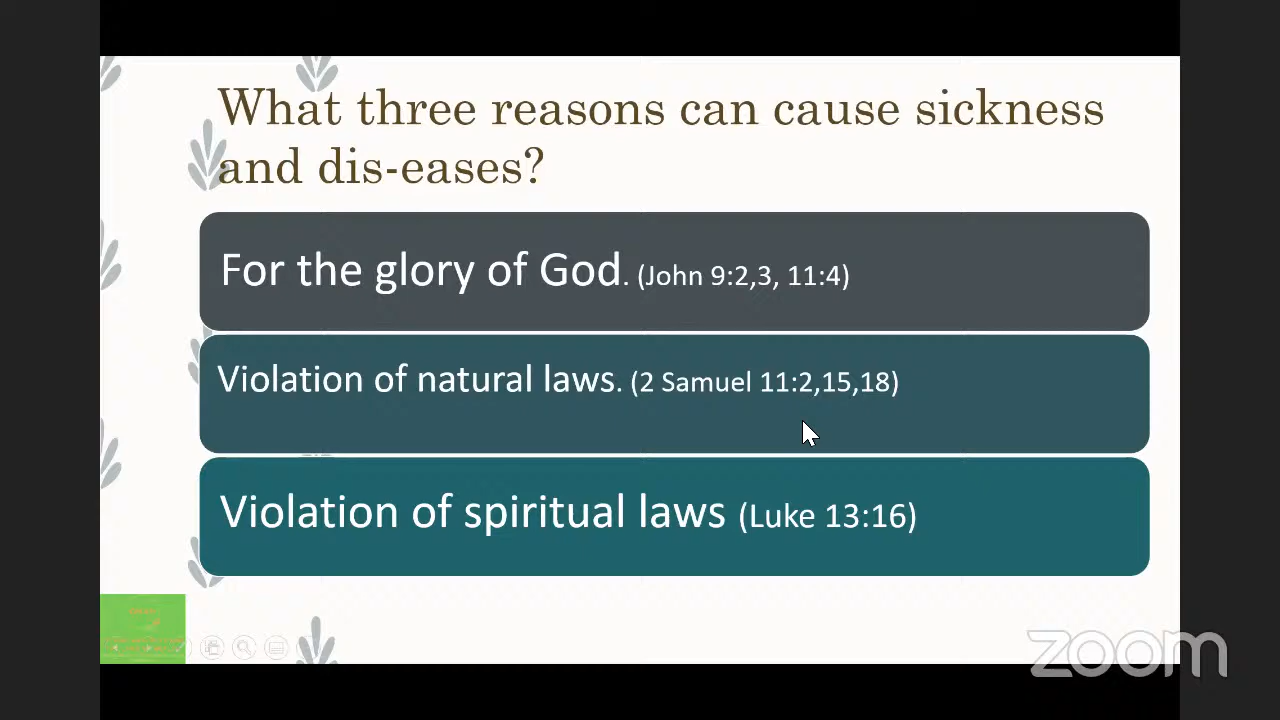 What three reasons can cause sickness
and dis-eases?
For the glory of God. (John 9:2,3, 11:4)
Violation of natural laws. (2 Samuel 11:2,15,18)
Violation of spiritual laws (Luke 13:16)
zoom